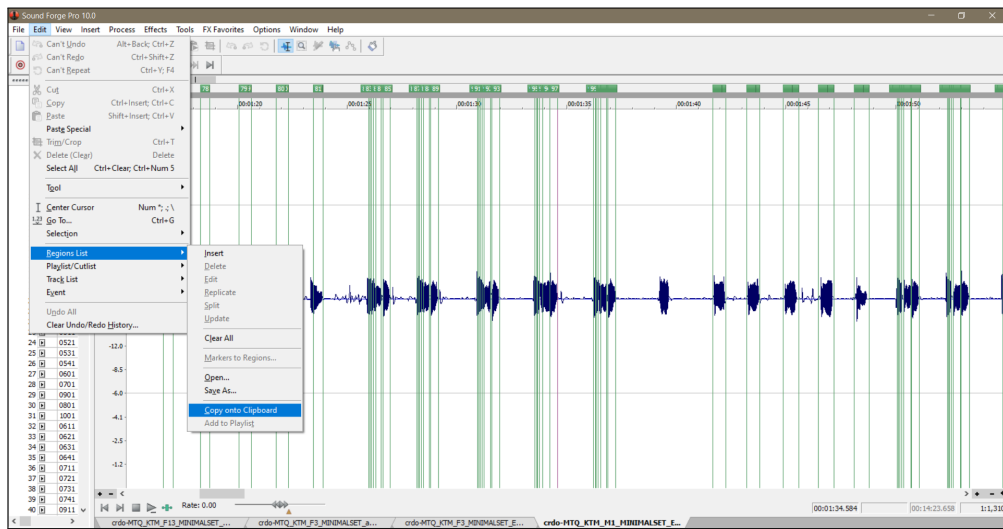 Sound Forge Pro 10.0
File Edit View Insert Process Effects Tools FX Favorites Options Window Help
Can't Undo Alt+Back; Ctrl+Z
Can't Redo Ctrl+Shift+Z
Can't Repeat Ctrl+Y; F4
Cut Ctrl+X
Copy Ctrl+Insert; Ctrl+C
Paste Shift+Insert; Ctrl+V
Paste Special
Trim/Crop Ctrl+T
Delete (Clear) Delete
Select All Ctrl+Clear; Ctrl+Num 5
Tool
Center Cursor Num *; ;\
Go To... Ctrl+G
Selection
Regions List
Playlist/Cutlist
Track List
Event
Undo All
Clear Undo/Redo History...
Insert
Delete
Edit
Replicate
Split
Update
Clear All
Markers to Regions...
Open...
Save As...
Copy onto Clipboard
Add to Playlist
,00:01:20 ,00:01:25 ,00:01:30 ,00:01:35 ,00:01:40 ,00:01:45 ,00:01:50
24 0521
25 0531
26 0541
27 0601
28 0701
29 0901
30 0801
31 1001
32 0611
33 0621
34 0631
35 0641
36 0711
37 0721
38 0731
39 0741
40 0911
-12.0
-8.5
-6.0
-4.1
-2.5
-1.2
Rate: 0.00
00:01:34.584 00:14:23.658
crdo-MTQ_KTM_F13_MINIMALSET_... crdo-MTQ_KTM_F3_MINIMALSET_a... crdo-MTQ_KTM_F3_MINIMALSET_E... crdo-MTQ_KTM_M1_MINIMALSET_E...